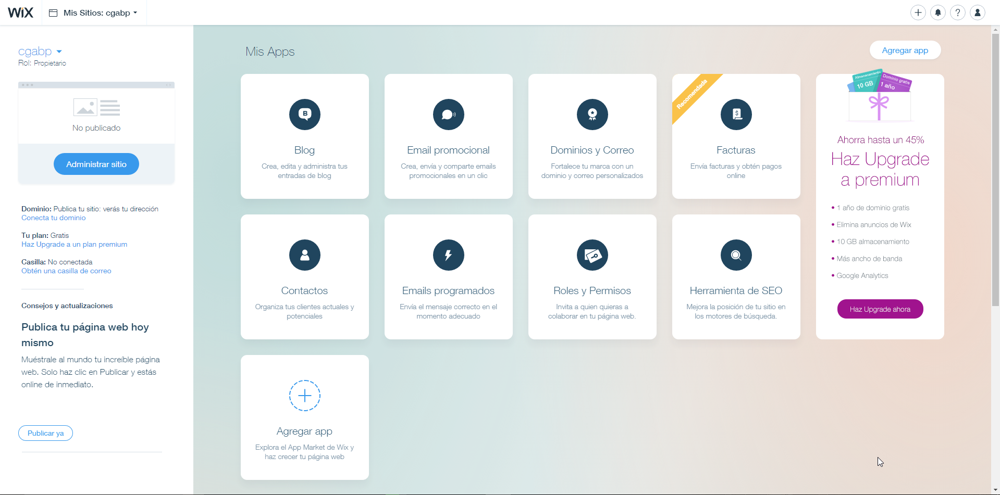 WiX
Mis Sitios: cgabp
?
cgabp
Rol: Propietario
No publicado
Administrar sitio
Dominio: Publica tu sitio: verás tu dirección
Conecta tu dominio
Tu plan: Gratis
Haz Upgrade a un plan premium
Casilla: No conectada
Obtén una casilla de correo
Consejos y actualizaciones
Publica tu página web hoy
mismo
Muéstrale al mundo tu increíble página
web. Solo haz clic en Publicar y estás
online de inmediato.
Publicar ya
Mis Apps
Agregar app
B
Blog
Crea, edita y administra tus
entradas de blog
Email promocional
Crea, envía y comparte emails
promocionales en un clic
Dominios y Correo
Fortalece tu marca con un
dominio y correo personalizados
Recomendada
$
Facturas
Envía facturas y obtén pagos
online
Contactos
Organiza tus clientes actuales y
potenciales
Emails programados
Envía el mensaje correcto en el
momento adecuado
Roles y Permisos
Invita a quien quieras a
colaborar en tu página web.
Herramienta de SEO
Mejora la posición de tu sitio en
los motores de búsqueda.
Agregar app
Explora el App Market de Wix y
haz crecer tu página web
Almacenamiento
10 GB
Dominio gratis
1 año
Ahorra hasta un 45%
Haz Upgrade
a premium
• 1 año de dominio gratis
• Elimina anuncios de Wix
• 10 GB almacenamiento
• Más ancho de banda
• Google Analytics
Haz Upgrade ahora